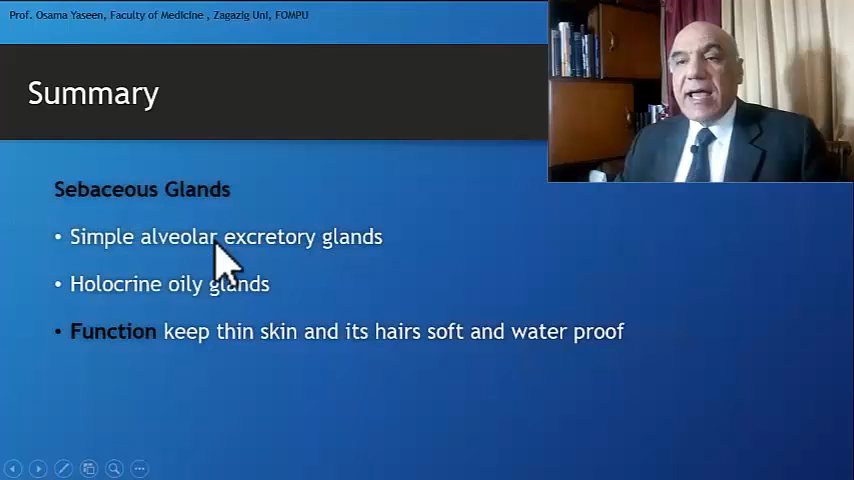 Prof. Osama Yaseen, Faculty of Medicine , Zagazig Uni, FOMPU
Summary
Sebaceous Glands
• Simple alveolar excretory glands
• Holocrine oily glands
• Function keep thin skin and its hairs soft and water proof